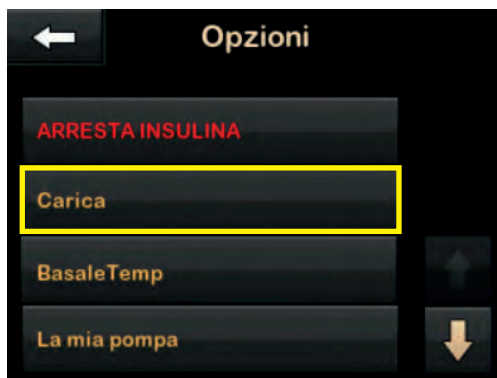 Opzioni
ARRESTA INSULINA
Carica
BasaleTemp
La mia pompa